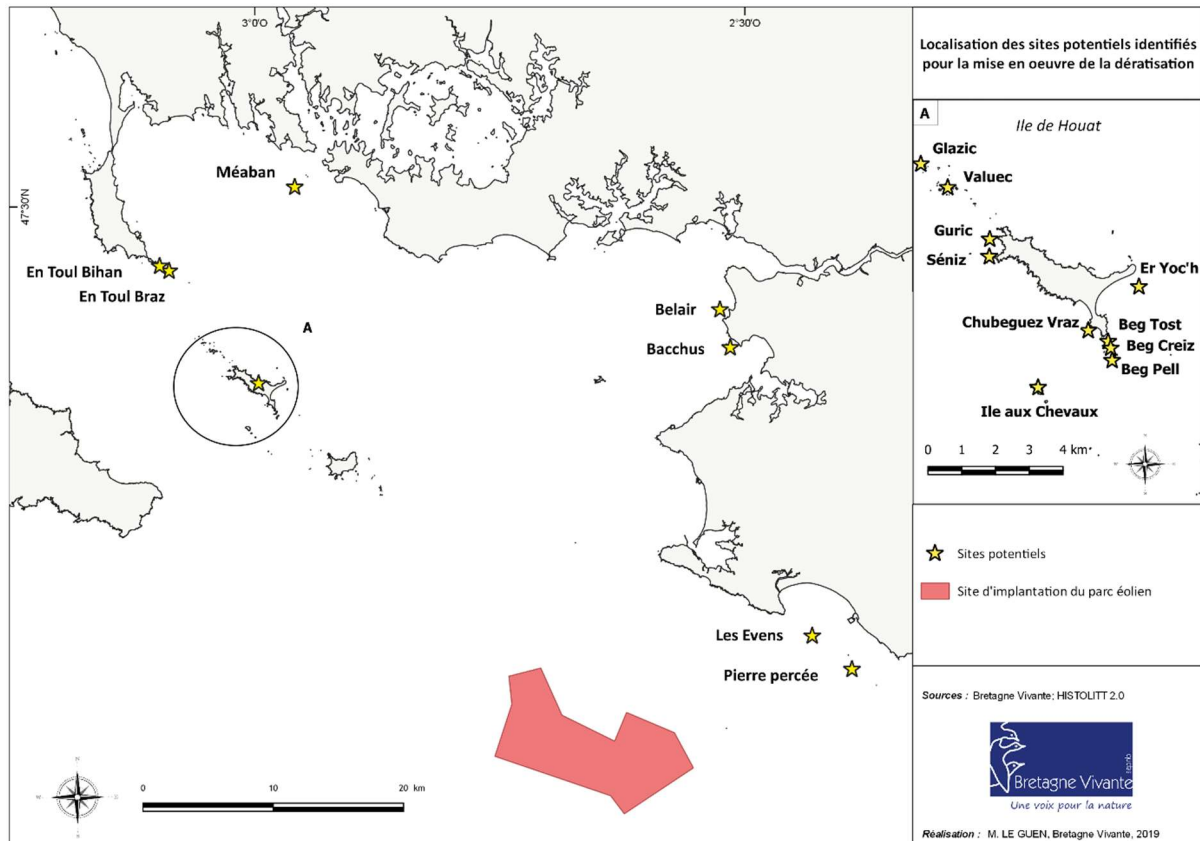 3°0'O
2°30'O
47°30'N
Méaban
En Toul Bihan
En Toul Braz
A
Belair
Bacchus
Les Evens
Pierre percée
0 10 20 km
Localisation des sites potentiels identifiés
pour la mise en oeuvre de la dératisation
A
Ile de Houat
Glazic
Valuec
Guric
Séniz
Er Yoc'h
Chubeguez Vraz
Beg Tost
Beg Creiz
Beg Pell
Ile aux Chevaux
0 1 2 3 4 km
Sites potentiels
Site d'implantation du parc éolien
Sources : Bretagne Vivante; HISTOLITT 2.0
Bretagne Vivante
Une voix pour la nature
Réalisation : M. LE GUEN, Bretagne Vivante, 2019